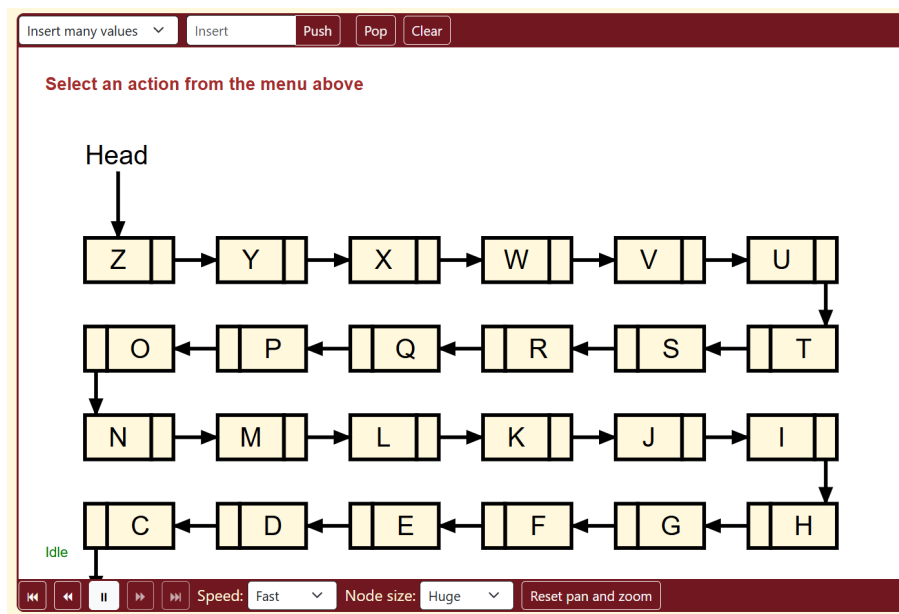 Insert many values Insert Push Pop Clear
Select an action from the menu above
Head
Z Y X W V U
O P Q R S T
N M L K J I
C D E F G H
Idle
Speed: Fast Node size: Huge Reset pan and zoom